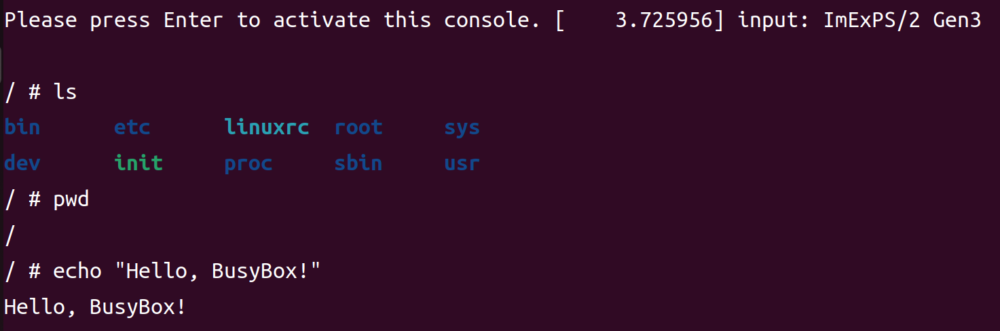 Please press Enter to activate this console. [    3.725956] input: ImExPS/2 Gen3
/ # ls
bin      etc      linuxrc  root     sys
dev      init     proc     sbin     usr
/ # pwd
/
/ # echo "Hello, BusyBox!"
Hello, BusyBox!